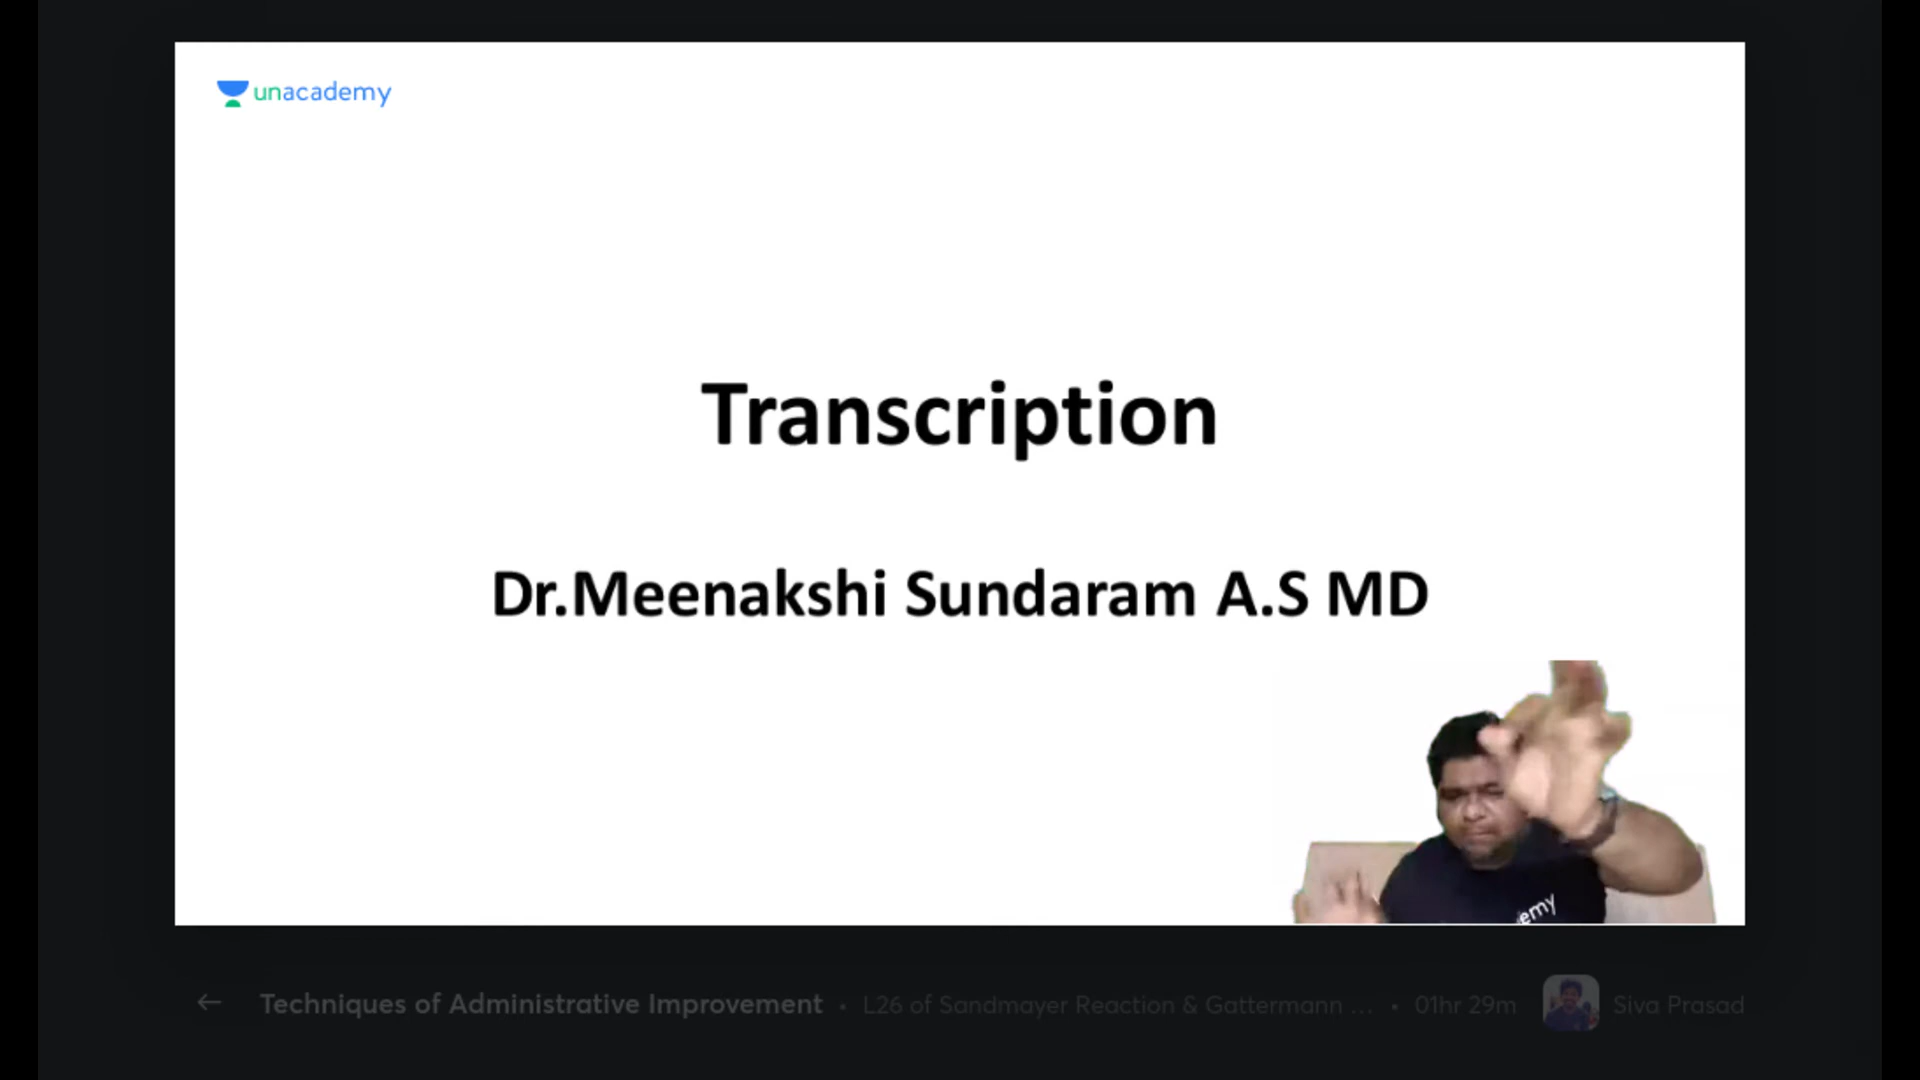 unacademy
Transcription
Dr.Meenakshi Sundaram A.S MD
emy
← Techniques of Administrative Improvement • L26 of Sandmayer Reaction & Gattermann ... • 01hr 29m Siva Prasad